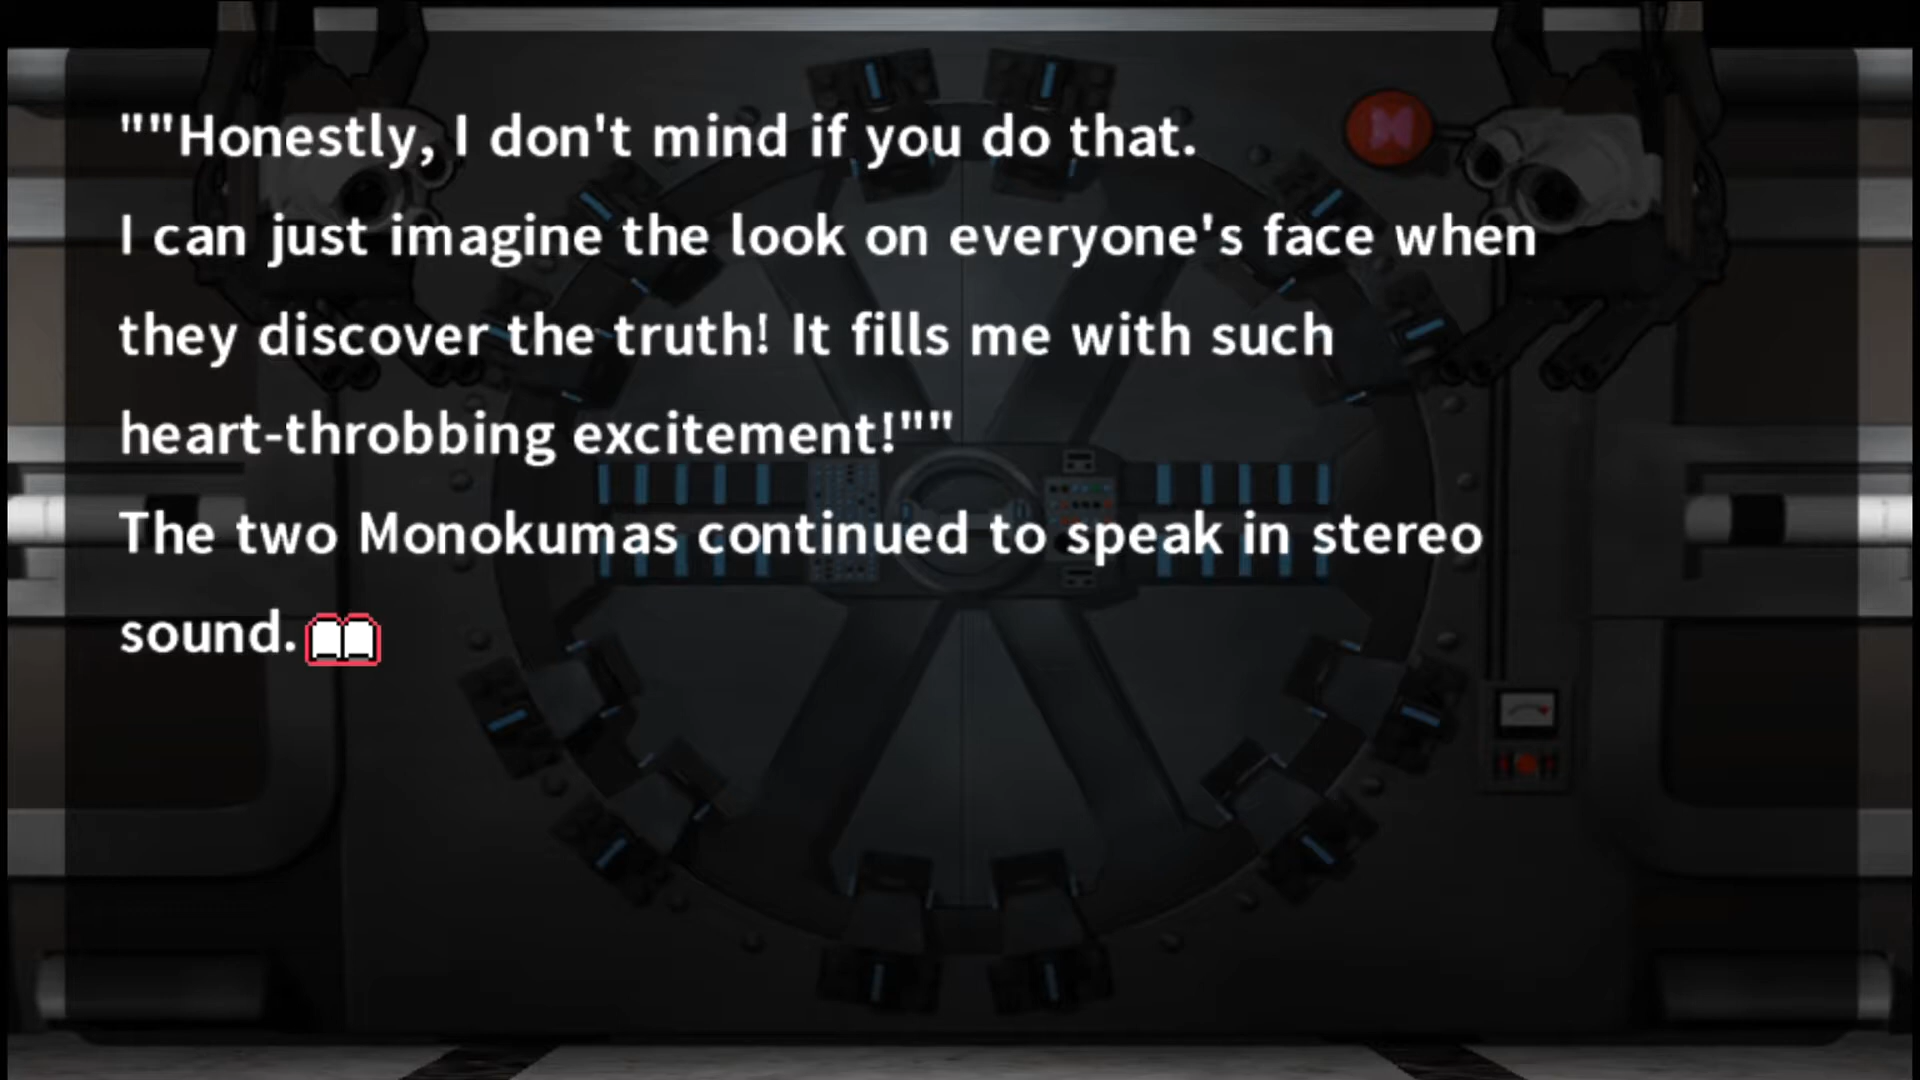 ""Honestly, I don't mind if you do that.
I can just imagine the look on everyone's face when
they discover the truth! It fills me with such
heart-throbbing excitement!""
The two Monokumas continued to speak in stereo
sound.